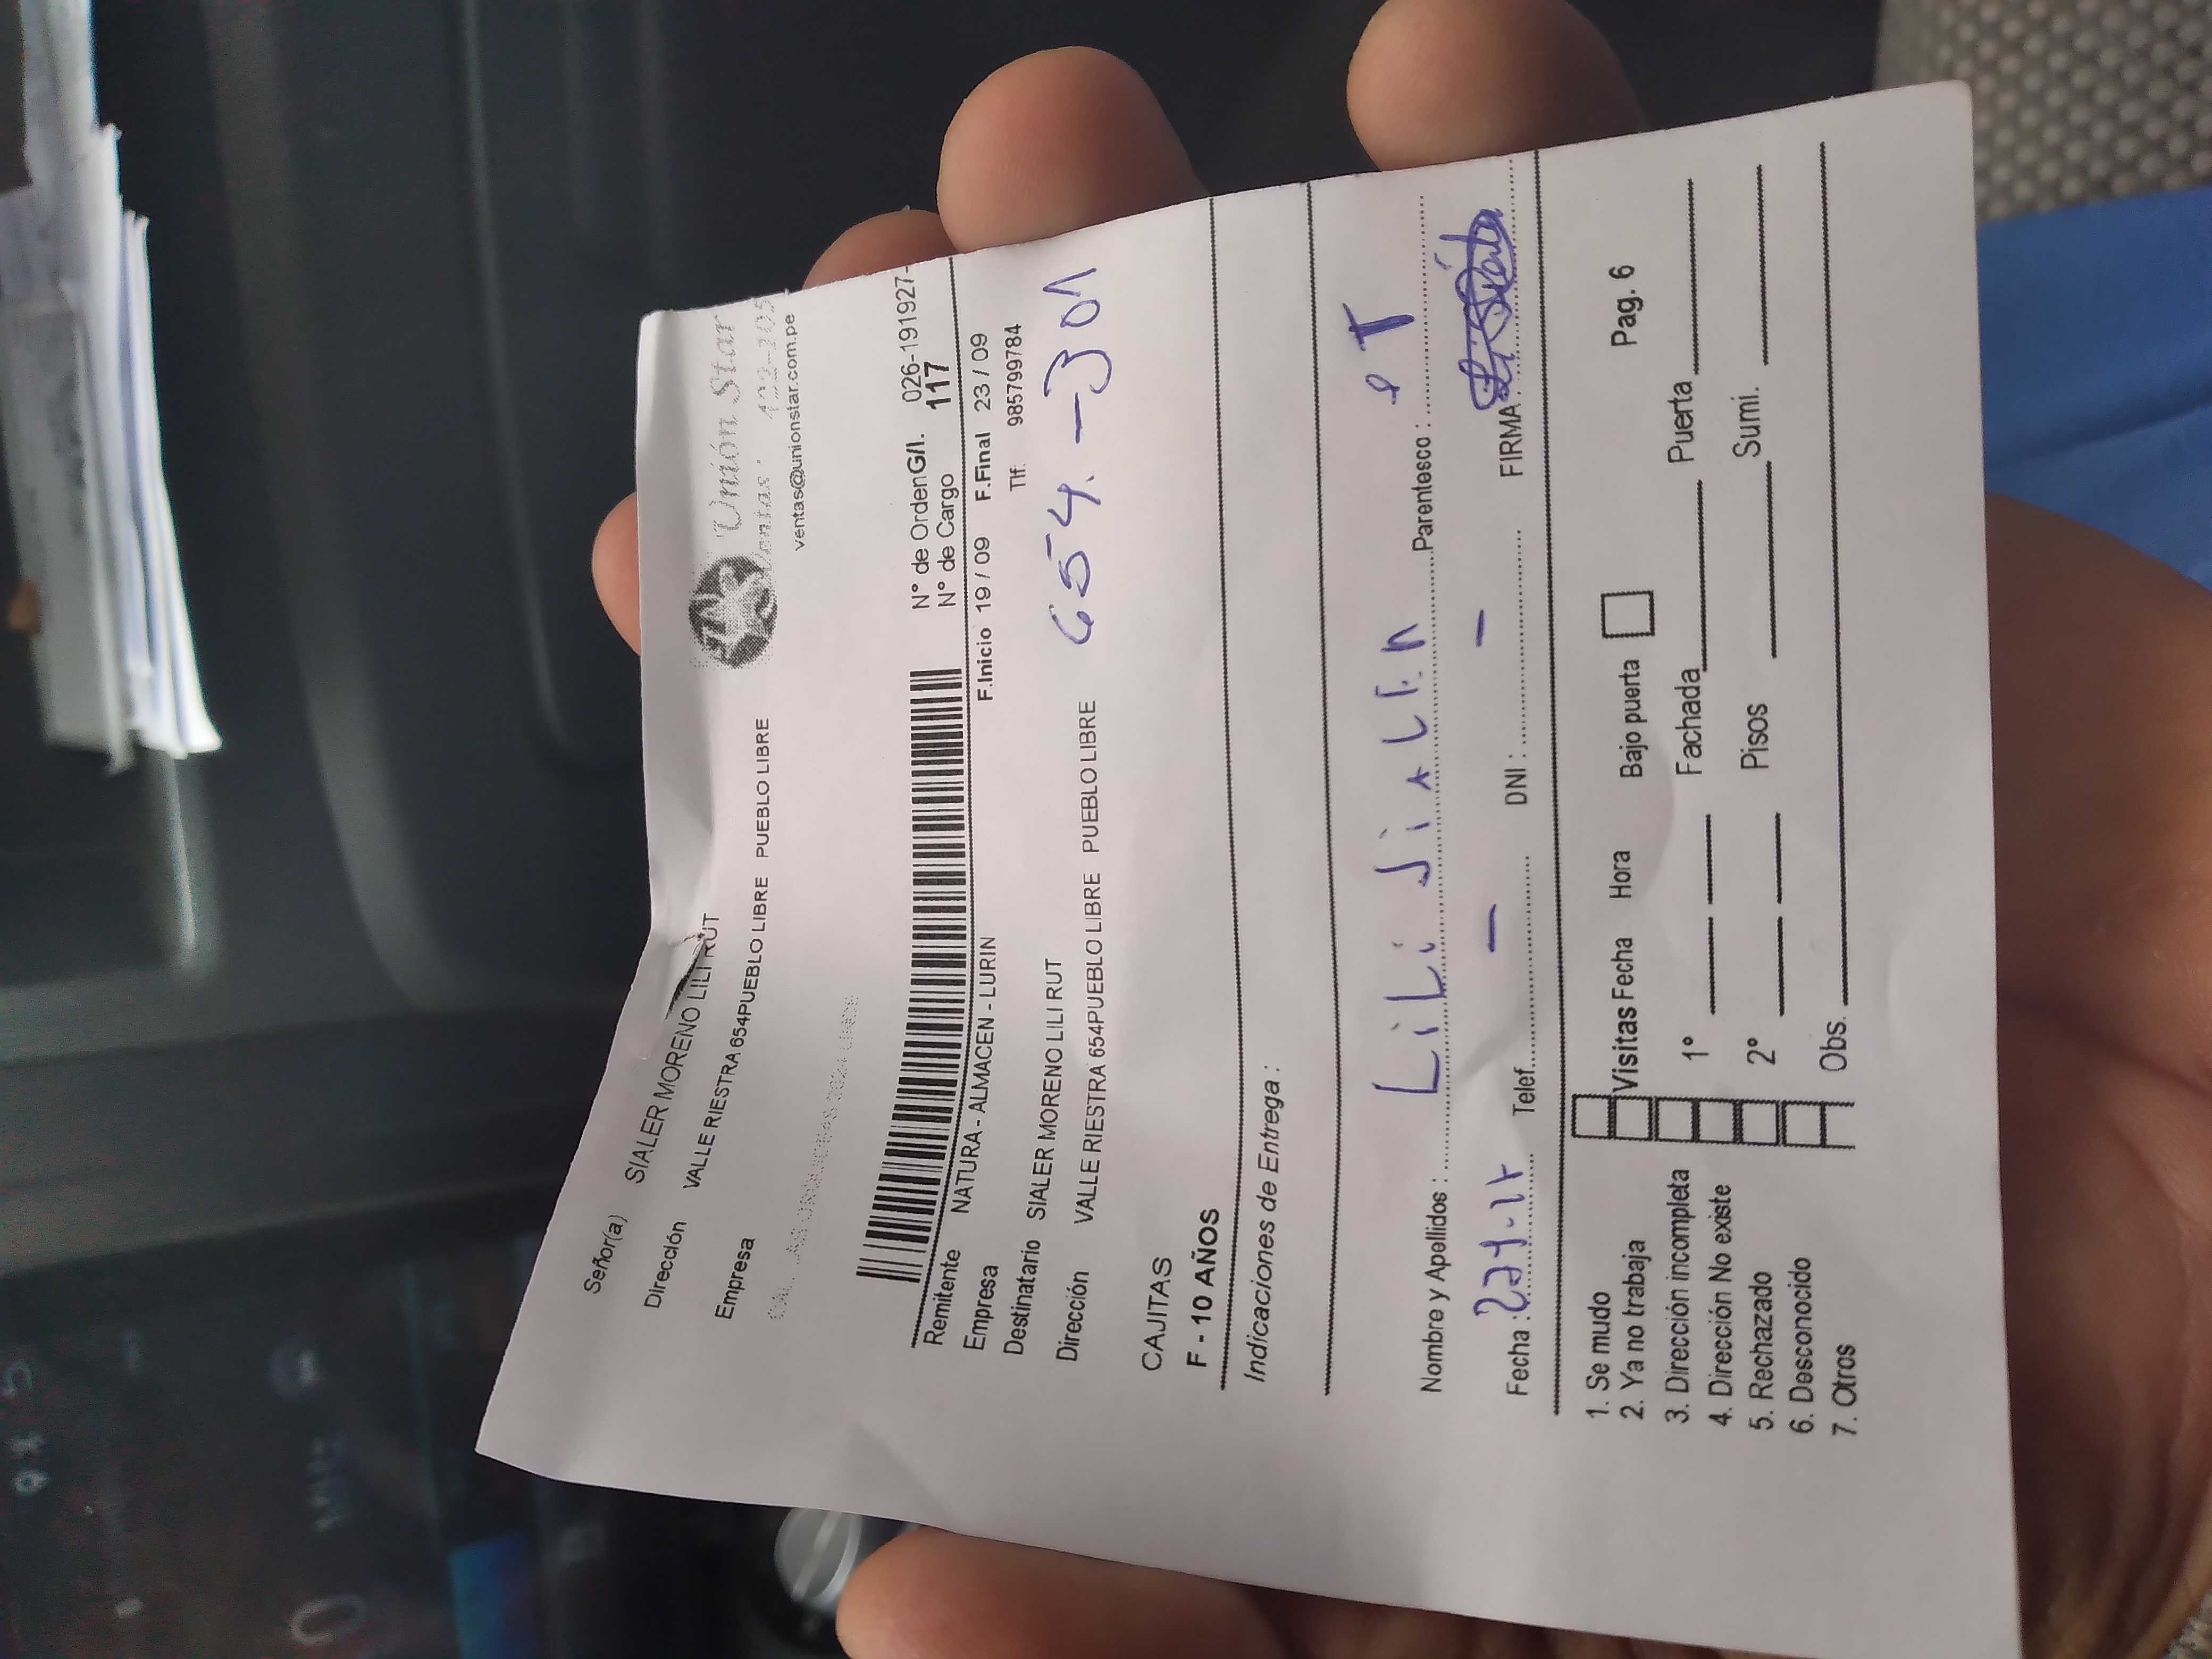 Unión Star
ventas@unionstar.com.pe
Señor(a) SIALER MORENO LILI RUT
Dirección VALLE RIESTRA 654PUEBLO LIBRE PUEBLO LIBRE
Empresa
N° de OrdenG/I. 026-191927-
N° de Cargo 117
Remitente
F.Inicio 19 / 09 F.Final 23 / 09
Empresa NATURA - ALMACEN - LURIN
Tlf. 985799784
Destinatario SIALER MORENO LILI RUT
Dirección VALLE RIESTRA 654PUEBLO LIBRE PUEBLO LIBRE
654. - 301
CAJITAS
F - 10 AÑOS
Indicaciones de Entrega :
Nombre y Apellidos : LiLi SiALER Parentesco : T
Fecha : Telef. - DNI : - FIRMA
1. Se mudo
2. Ya no trabaja
3. Dirección incompleta
4. Dirección No existe
5. Rechazado
6. Desconocido
7. Otros
Visitas Fecha Hora Bajo puerta Pag. 6
1° Fachada Puerta
2° Pisos Sumi.
Obs.